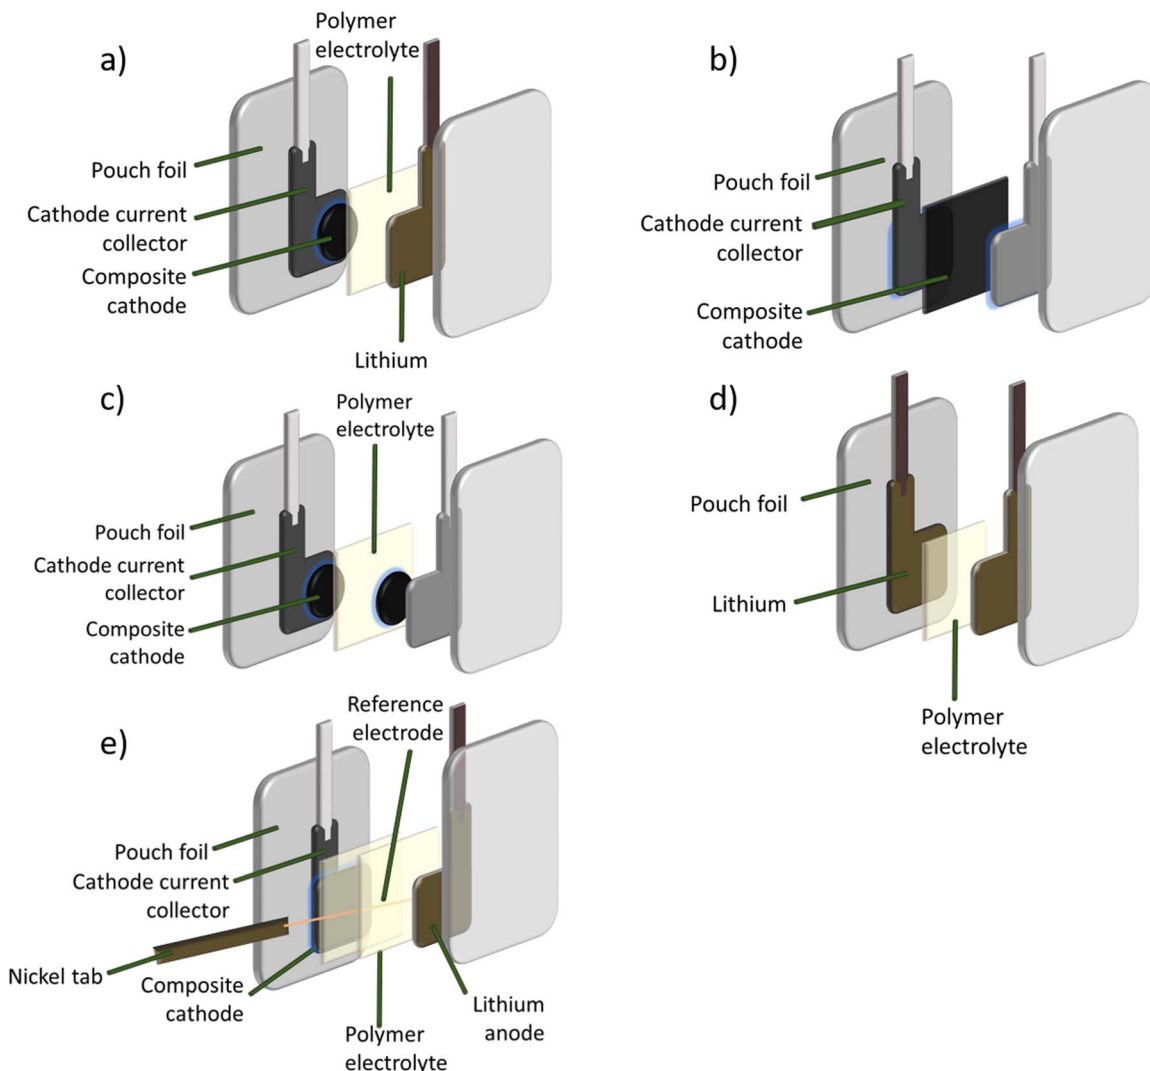 a)
Polymer
electrolyte
Pouch foil
Cathode current
collector
Composite
cathode
Lithium
b)
Pouch foil
Cathode current
collector
Composite
cathode
c)
Polymer
electrolyte
Pouch foil
Cathode current
collector
Composite
cathode
d)
Pouch foil
Lithium
Polymer
electrolyte
e)
Reference
electrode
Pouch foil
Cathode current
collector
Nickel tab
Composite
cathode
Polymer
electrolyte
Lithium
anode